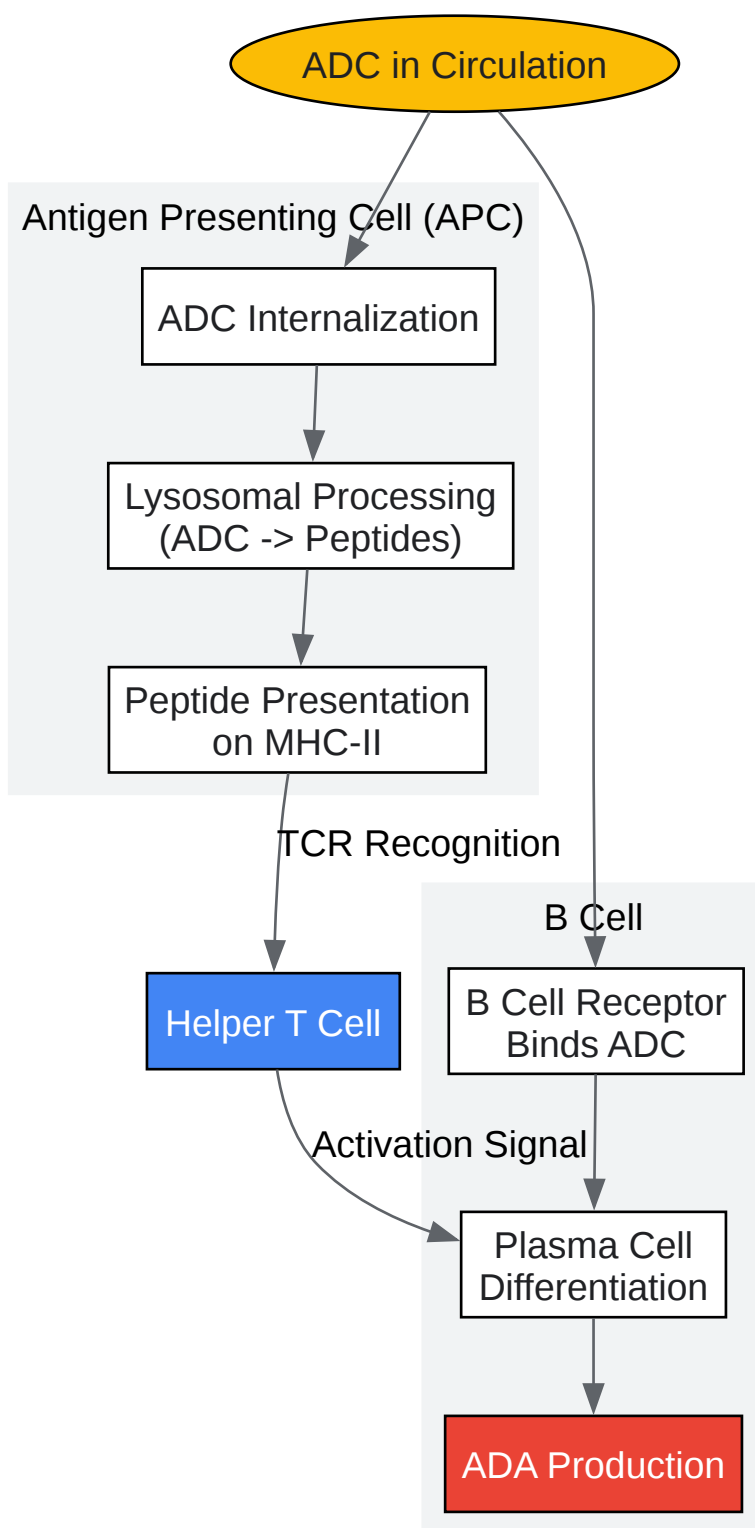 ADC in Circulation
Antigen Presenting Cell (APC)
ADC Internalization
Lysosomal Processing
(ADC -> Peptides)
Peptide Presentation
on MHC-II
TCR Recognition
B Cell
Helper T Cell
B Cell Receptor
Binds ADC
Activation Signal
Plasma Cell
Differentiation
ADA Production